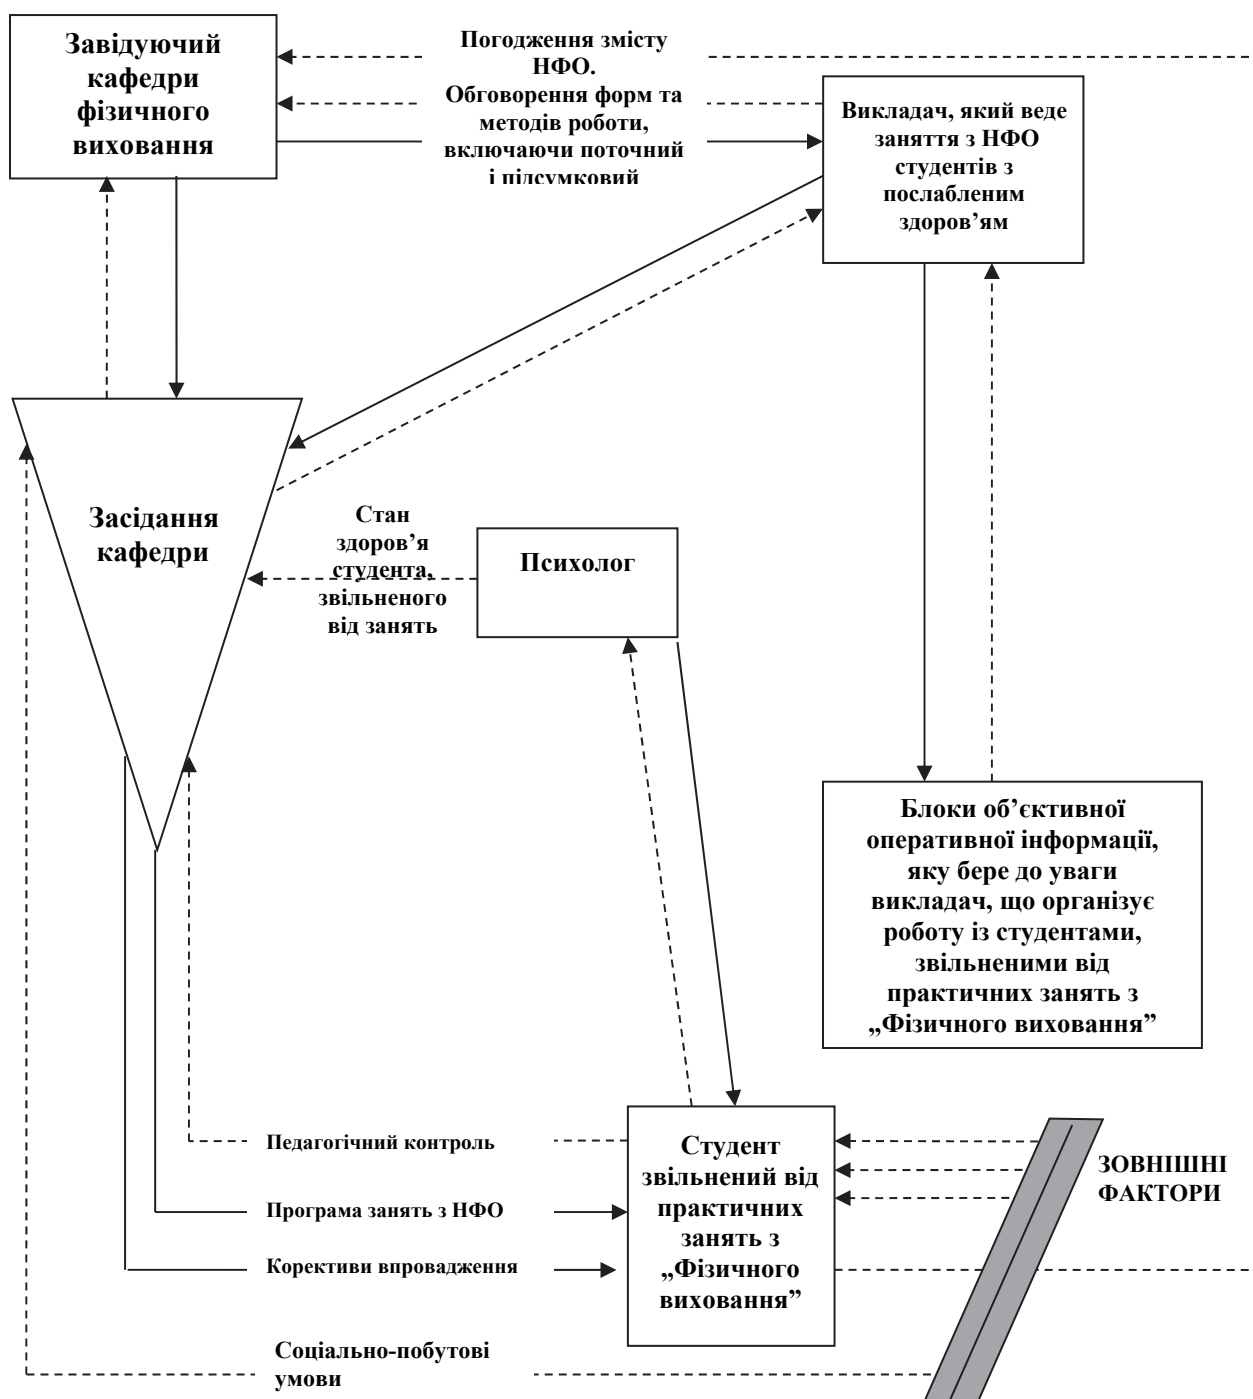 Завідуючий
кафедри
фізичного
виховання
Погодження змісту
НФО.
Обговорення форм та
методів роботи,
включаючи поточний
і підсумковий
Викладач, який веде
заняття з НФО
студентів з
послабленим
здоров’ям
Засідання
кафедри
Стан
здоров’я
студента,
звільненого
від занять
Психолог
Блоки об’єктивної
оперативної інформації,
яку бере до уваги
викладач, що організує
роботу із студентами,
звільненими від
практичних занять з
„Фізичного виховання”
Педагогічний контроль
Програма занять з НФО
Корективи впровадження
Соціально-побутові
умови
Студент
звільнений від
практичних
занять з
„Фізичного
виховання”
ЗОВНІШНІ
ФАКТОРИ